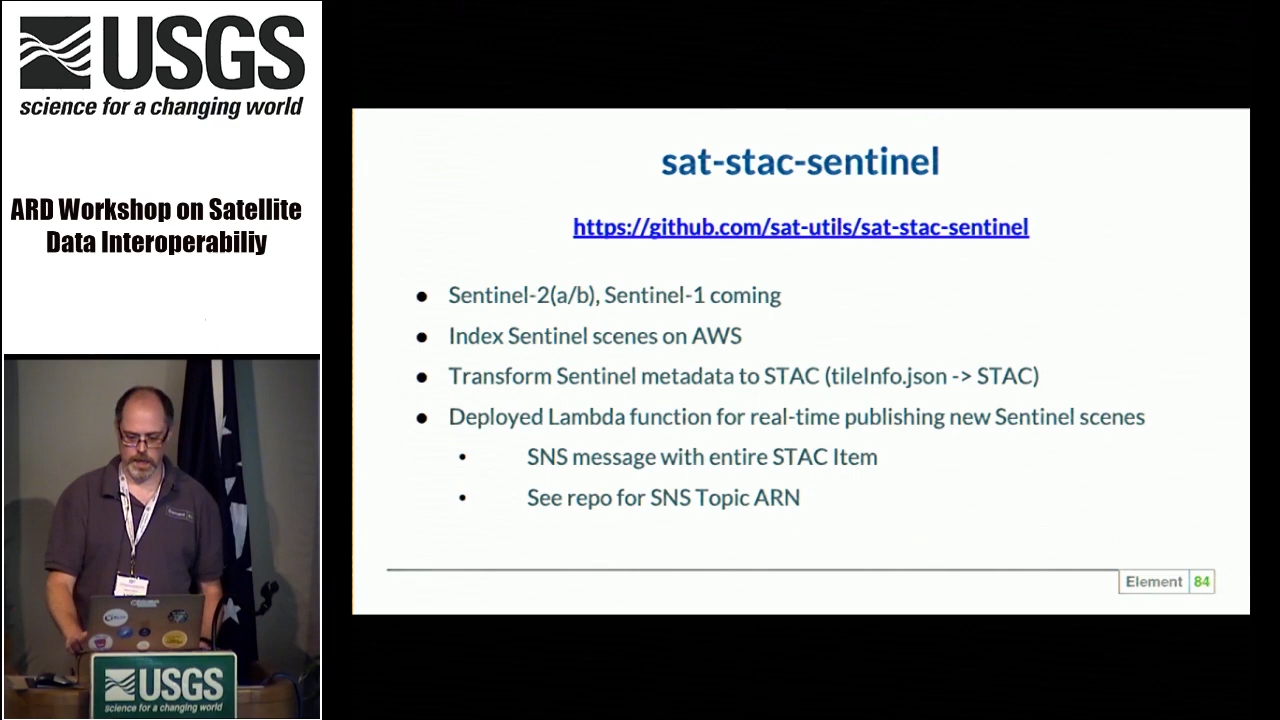 USGS
science for a changing world
ARD Workshop on Satellite
Data Interoperabiliy
sat-stac-sentinel
https://github.com/sat-utils/sat-stac-sentinel
● Sentinel-2(a/b), Sentinel-1 coming
● Index Sentinel scenes on AWS
● Transform Sentinel metadata to STAC (tileInfo.json -> STAC)
● Deployed Lambda function for real-time publishing new Sentinel scenes
• SNS message with entire STAC Item
• See repo for SNS Topic ARN
Element 84
USGS
science for a changing world